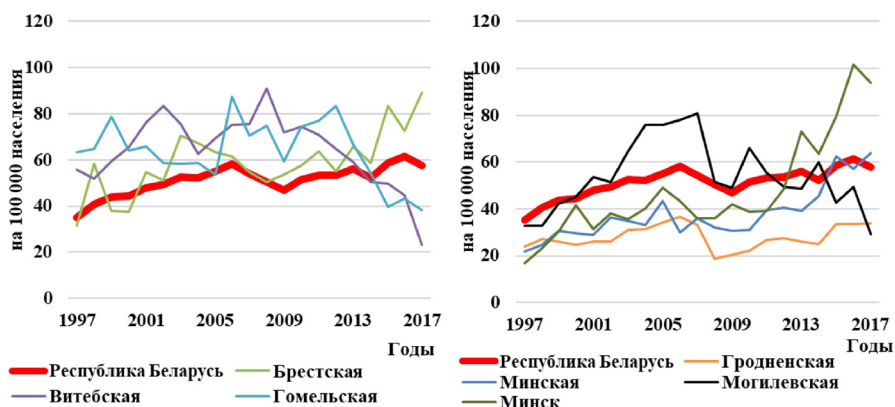 на 100 000 населения
120
100
80
60
40
20
0
1997 2001 2005 2009 2013 2017
Годы
Республика Беларусь Брестская
Витебская Гомельская
на 100 000 населения
120
100
80
60
40
20
0
1997 2001 2005 2009 2013 2017
Годы
Республика Беларусь Гродненская
Минская Могилевская
Минск